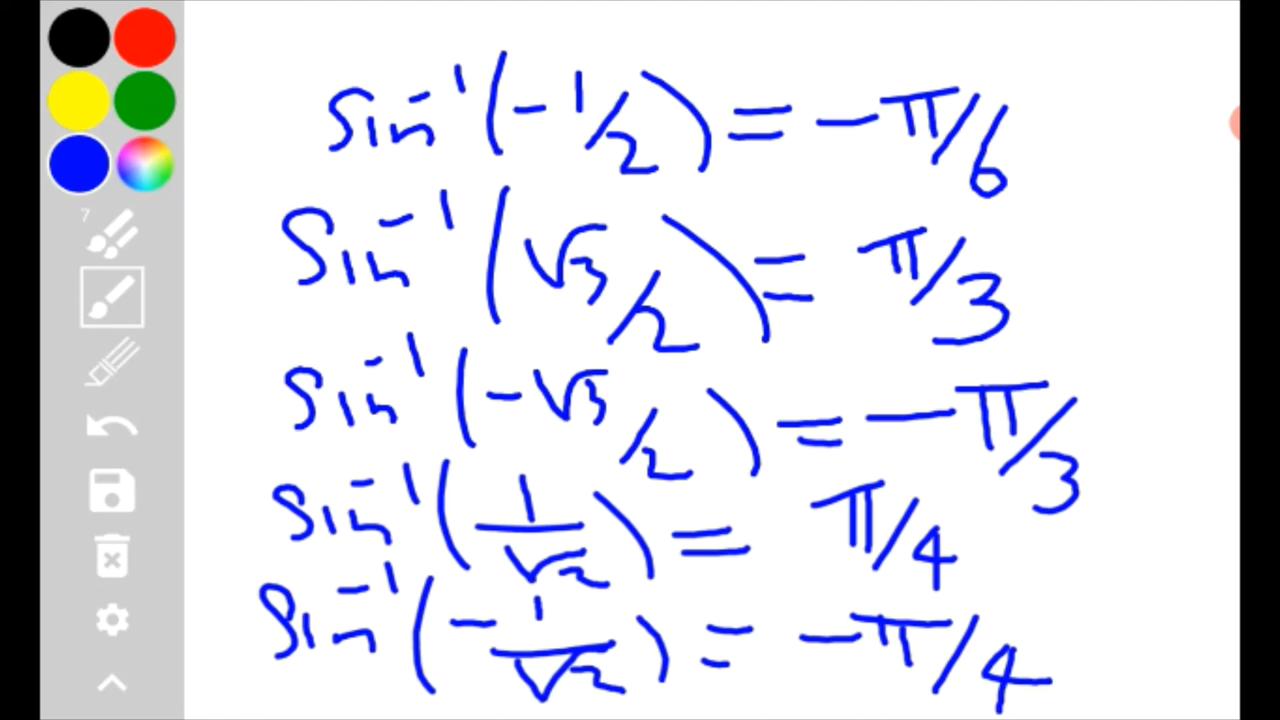 7
Sin⁻¹(-1/2) = -π/6
Sin⁻¹(√3/2) = π/3
Sin⁻¹(-√3/2) = -π/3
Sin⁻¹(1/√2) = π/4
Sin⁻¹(-1/√2) = -π/4